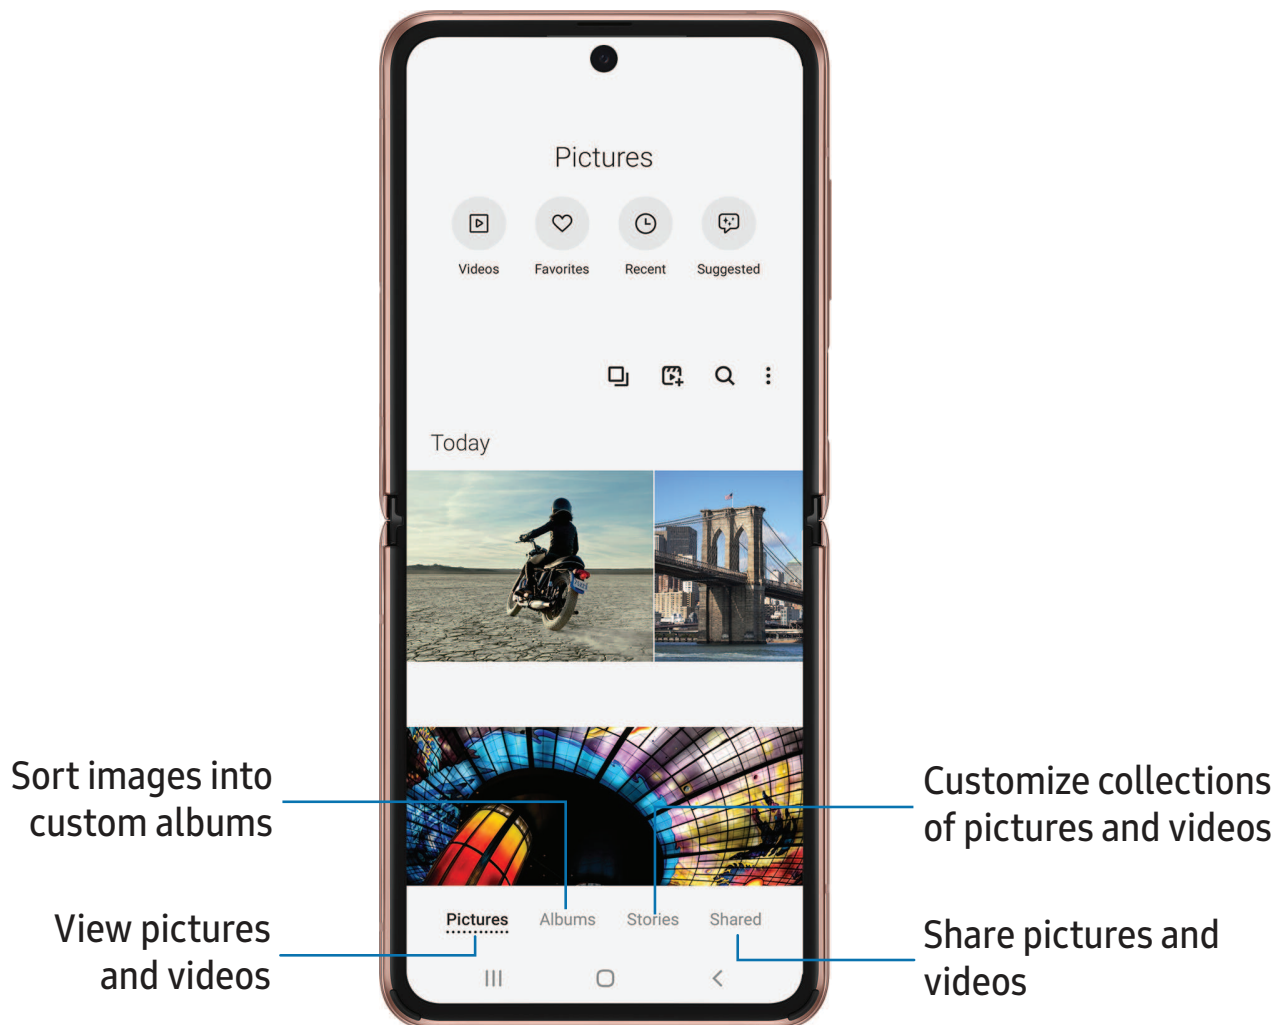 Pictures
Videos
Favorites
Recent
Suggested
Today
Sort images into
custom albums
Customize collections
of pictures and videos
View pictures
and videos
Pictures
Albums
Stories
Shared
Share pictures and
videos